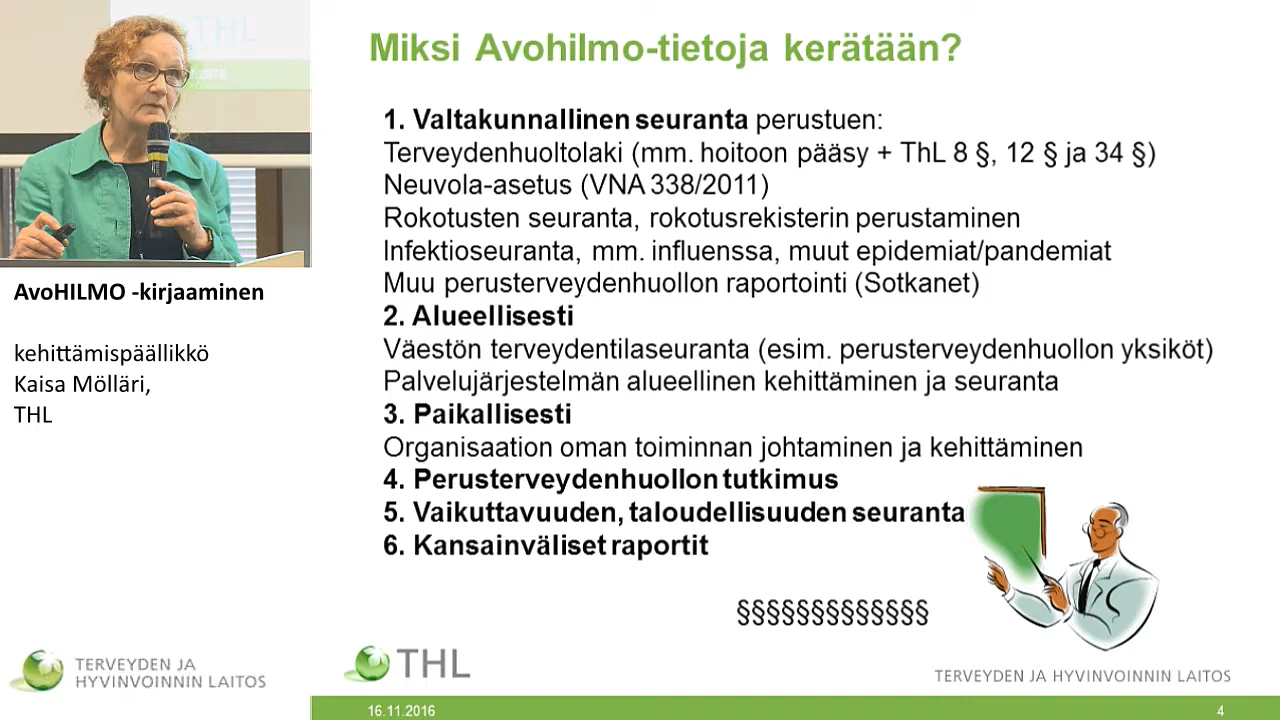 THL
2016
AvoHILMO -kirjaaminen
kehittämispäällikkö
Kaisa Mölläri,
THL
TERVEYDEN JA
HYVINVOINNIN LAITOS
Miksi Avohilmo-tietoja kerätään?
1. Valtakunnallinen seuranta perustuen:
Terveydenhuoltolaki (mm. hoitoon pääsy + ThL 8 §, 12 § ja 34 §)
Neuvola-asetus (VNA 338/2011)
Rokotusten seuranta, rokotusrekisterin perustaminen
Infektioseuranta, mm. influenssa, muut epidemiat/pandemiat
Muu perusterveydenhuollon raportointi (Sotkanet)
2. Alueellisesti
Väestön terveydentilaseuranta (esim. perusterveydenhuollon yksiköt)
Palvelujärjestelmän alueellinen kehittäminen ja seuranta
3. Paikallisesti
Organisaation oman toiminnan johtaminen ja kehittäminen
4. Perusterveydenhuollon tutkimus
5. Vaikuttavuuden, taloudellisuuden seuranta
6. Kansainväliset raportit
§§§§§§§§§§§§§
THL
TERVEYDEN JA HYVINVOINNIN LAITOS
16.11.2016
4